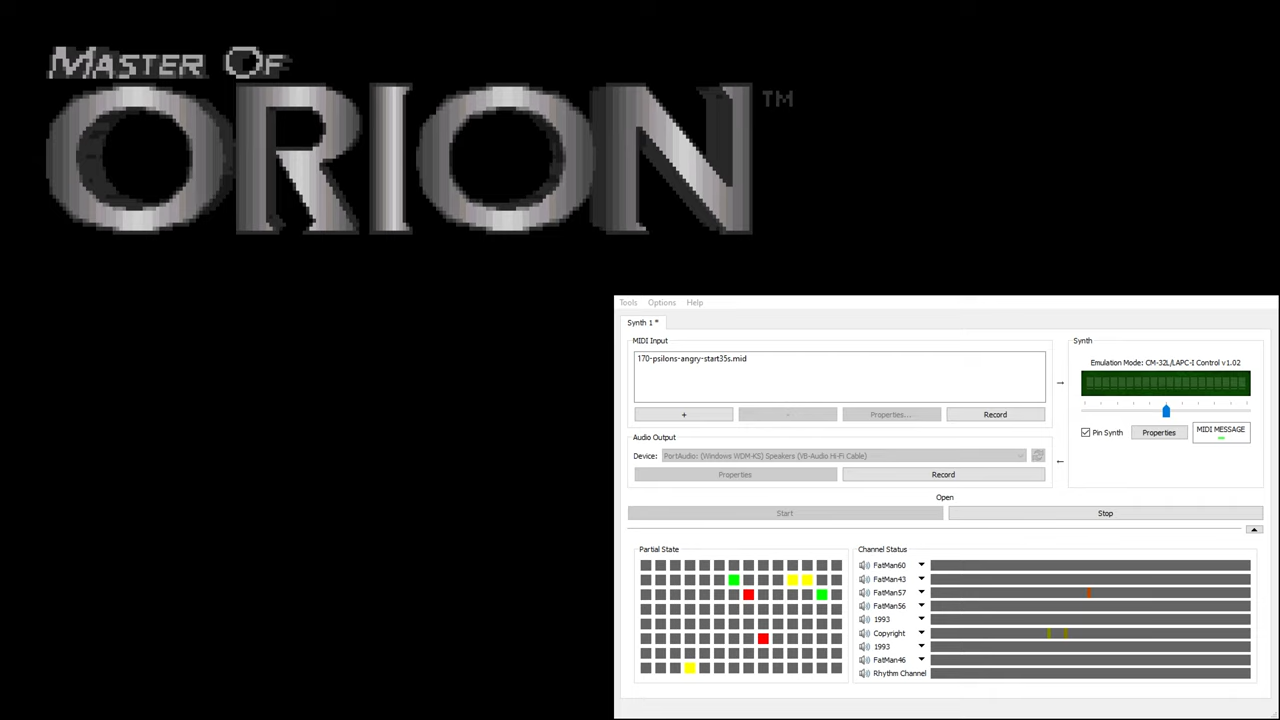 MASTER OF
ORION™
Tools Options Help
Synth 1 *
MIDI Input
170-psilons-angry-start35s.mid
+ - Properties... Record
Audio Output
Device: PortAudio: (Windows WDM-KS) Speakers (VB-Audio Hi-Fi Cable)
Properties Record
Synth
Emulation Mode: CM-32L/LAPC-I Control v1.02
Pin Synth Properties MIDI MESSAGE
Open
Start Stop
Partial State
Channel Status
FatMan60
FatMan43
FatMan57
FatMan56
1993
Copyright
1993
FatMan46
Rhythm Channel